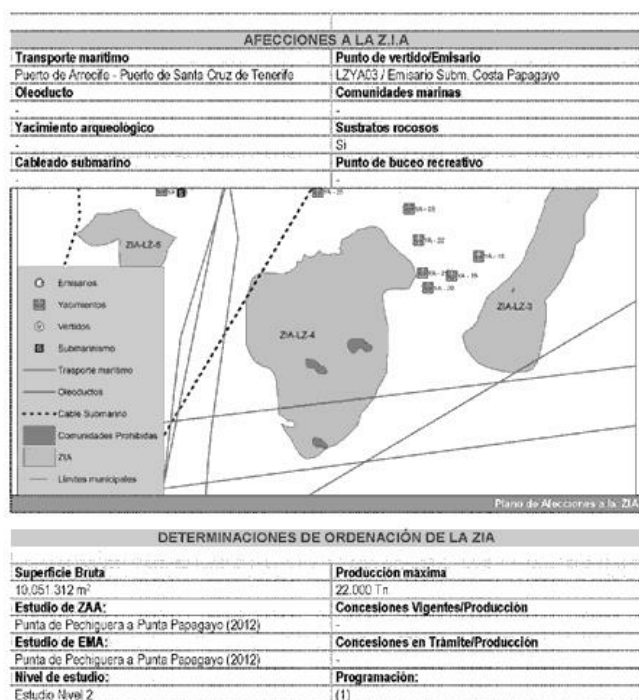 AFECCIONES A LA Z.I.A
Transporte marítimo
Punto de vertido/Emisario
Puerto de Arrecife - Puerto de Santa Cruz de Tenerife
LZYA03 / Emisario Subm. Costa Papagayo
Oleoducto
Comunidades marinas
-
-
Yacimiento arqueológico
Sustratos rocosos
-
Si
Cableado submarino
Punto de buceo recreativo
-
-
ZIA-LZ-5
ZIA-LZ-4
ZIA-LZ-3
Emisarios
Yacimientos
Vertidos
Submarinismo
Trasporte marítimo
Oleoductos
Cable Submarino
Comunidades Prohibidas
ZIA
Límites municipales
Plano de Afecciones a la ZIA
DETERMINACIONES DE ORDENACIÓN DE LA ZIA
Superficie Bruta
Producción máxima
10.051.312 m²
22.000 Tn
Estudio de ZAA:
Concesiones Vigentes/Producción
Punta de Pechiguera a Punta Papagayo (2012)
-
Estudio de EMA:
Concesiones en Trámite/Producción
Punta de Pechiguera a Punta Papagayo (2012)
-
Nivel de estudio:
Programación:
Estudio Nivel 2
(1)